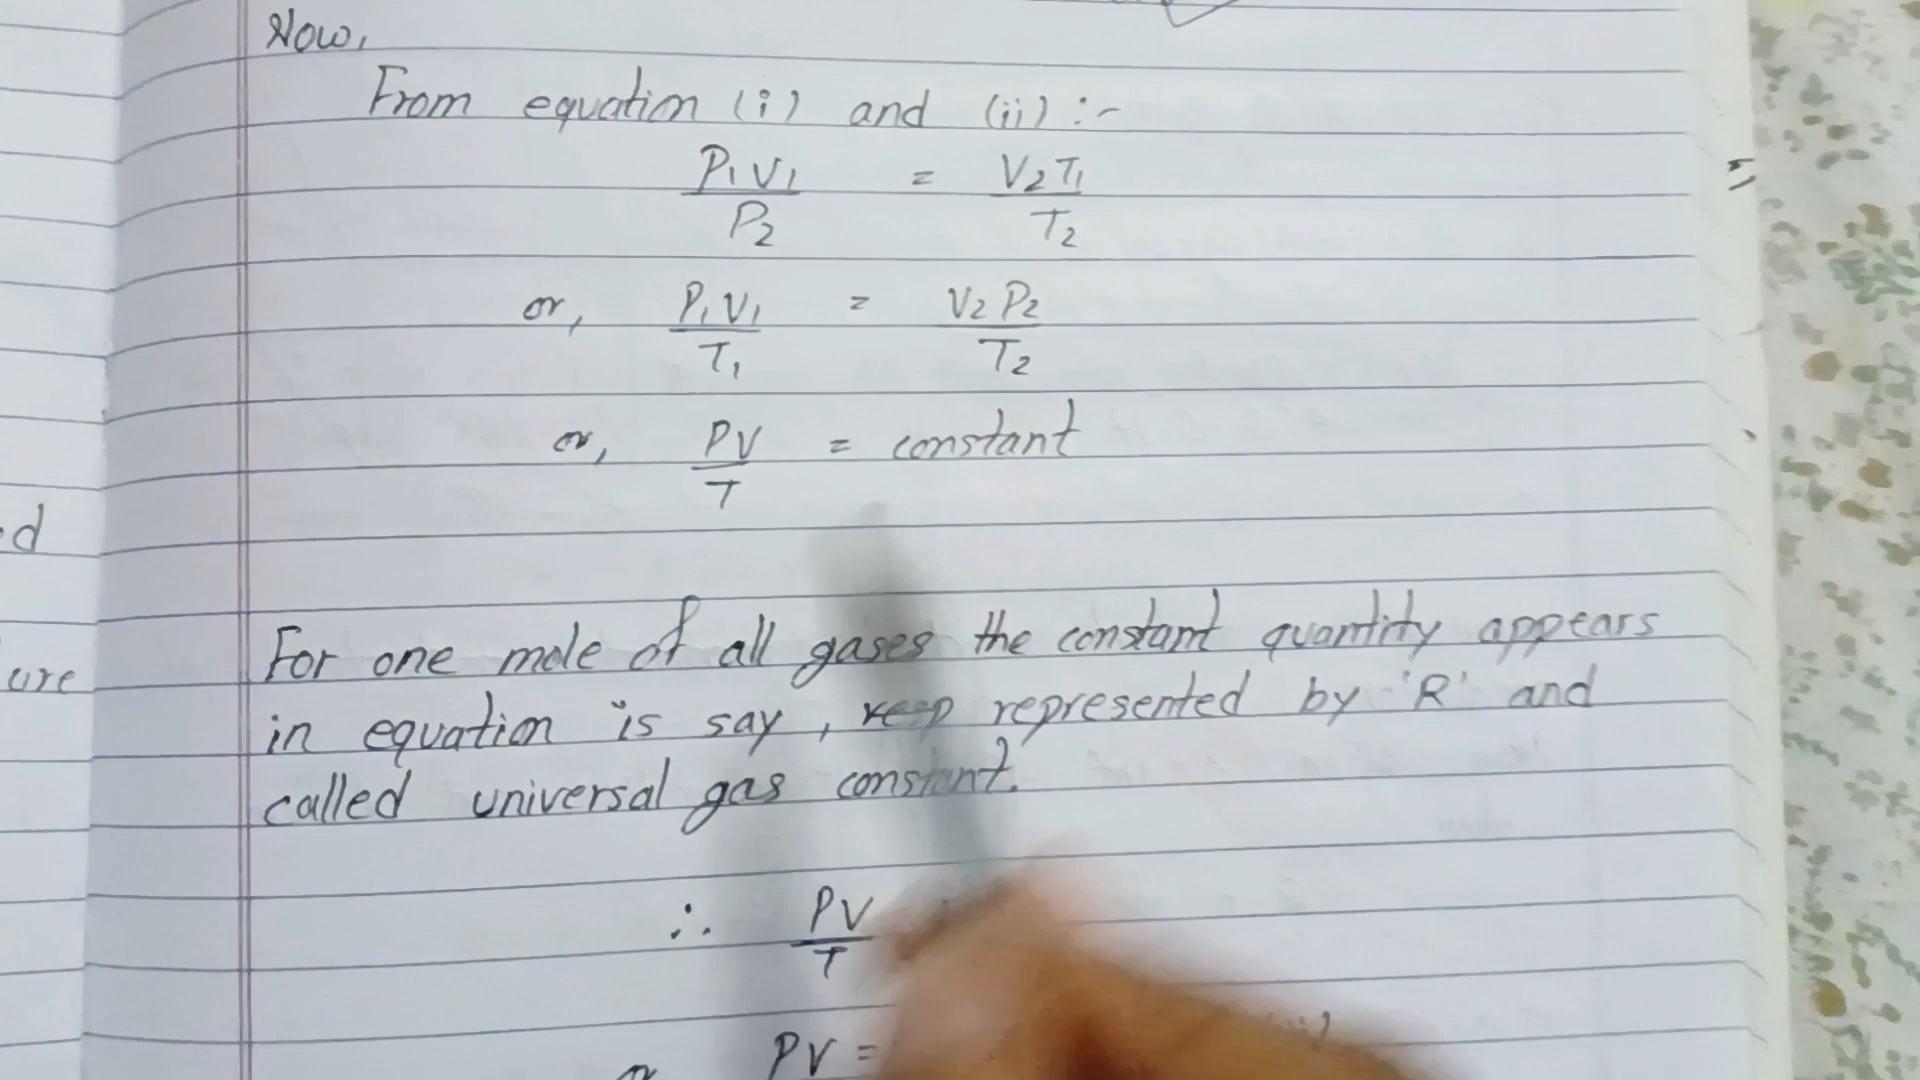 Now,
From equation (i) and (ii) :-
P₁V₁/P₂ = V₂T₁/T₂
or, P₁V₁/T₁ = V₂P₂/T₂
or, PV/T = constant
For one mole of all gases the constant quantity appears
in equation is say, represented by 'R' and
called universal gas constant.
∴ PV/T
or PV =
d
ure